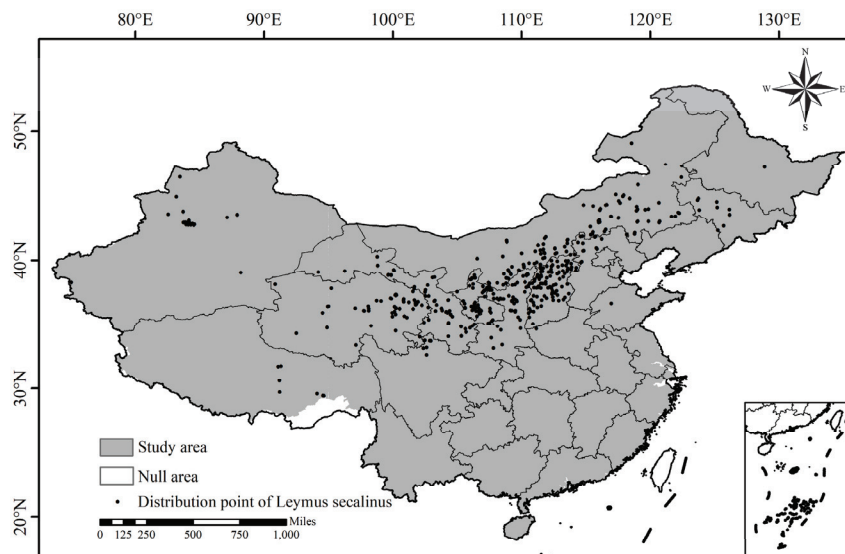 80°E 90°E 100°E 110°E 120°E 130°E
N
W E
S
50°N
40°N
30°N
20°N
Study area
Null area
Distribution point of Leymus secalinus
Miles
0 125 250 500 750 1,000